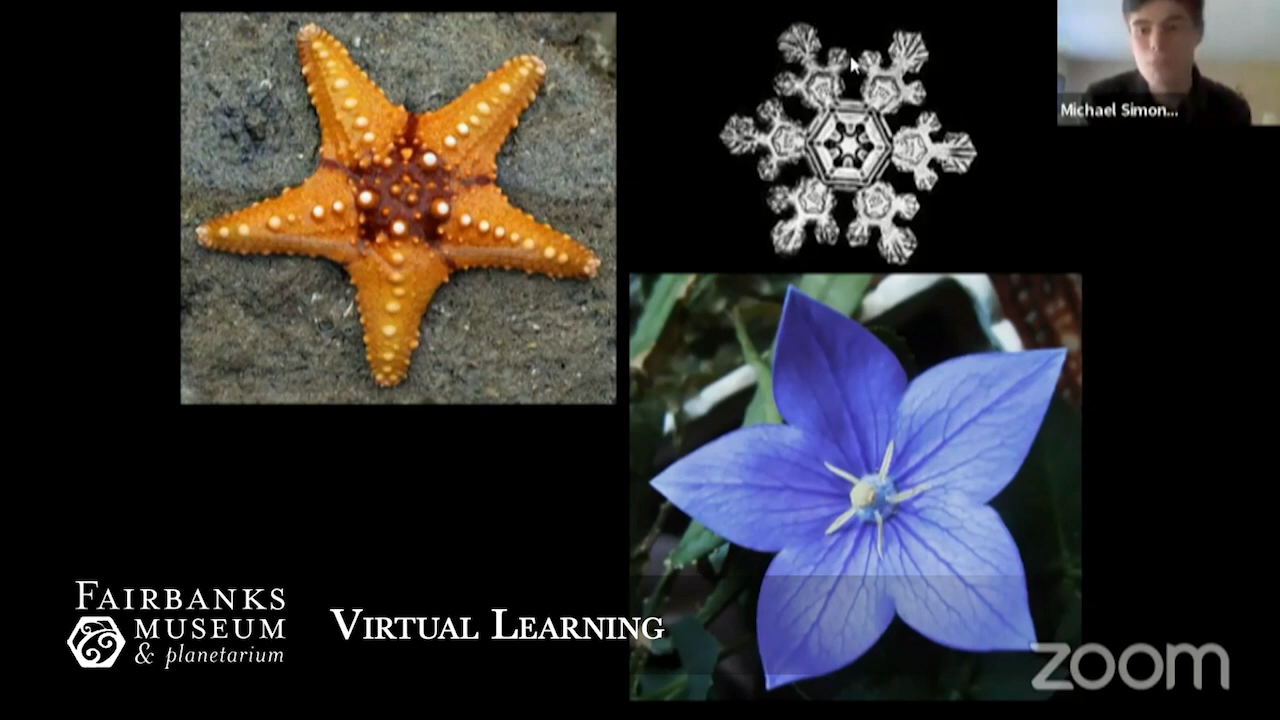 Michael Simon...
FAIRBANKS
MUSEUM
& planetarium
VIRTUAL LEARNING
zoom